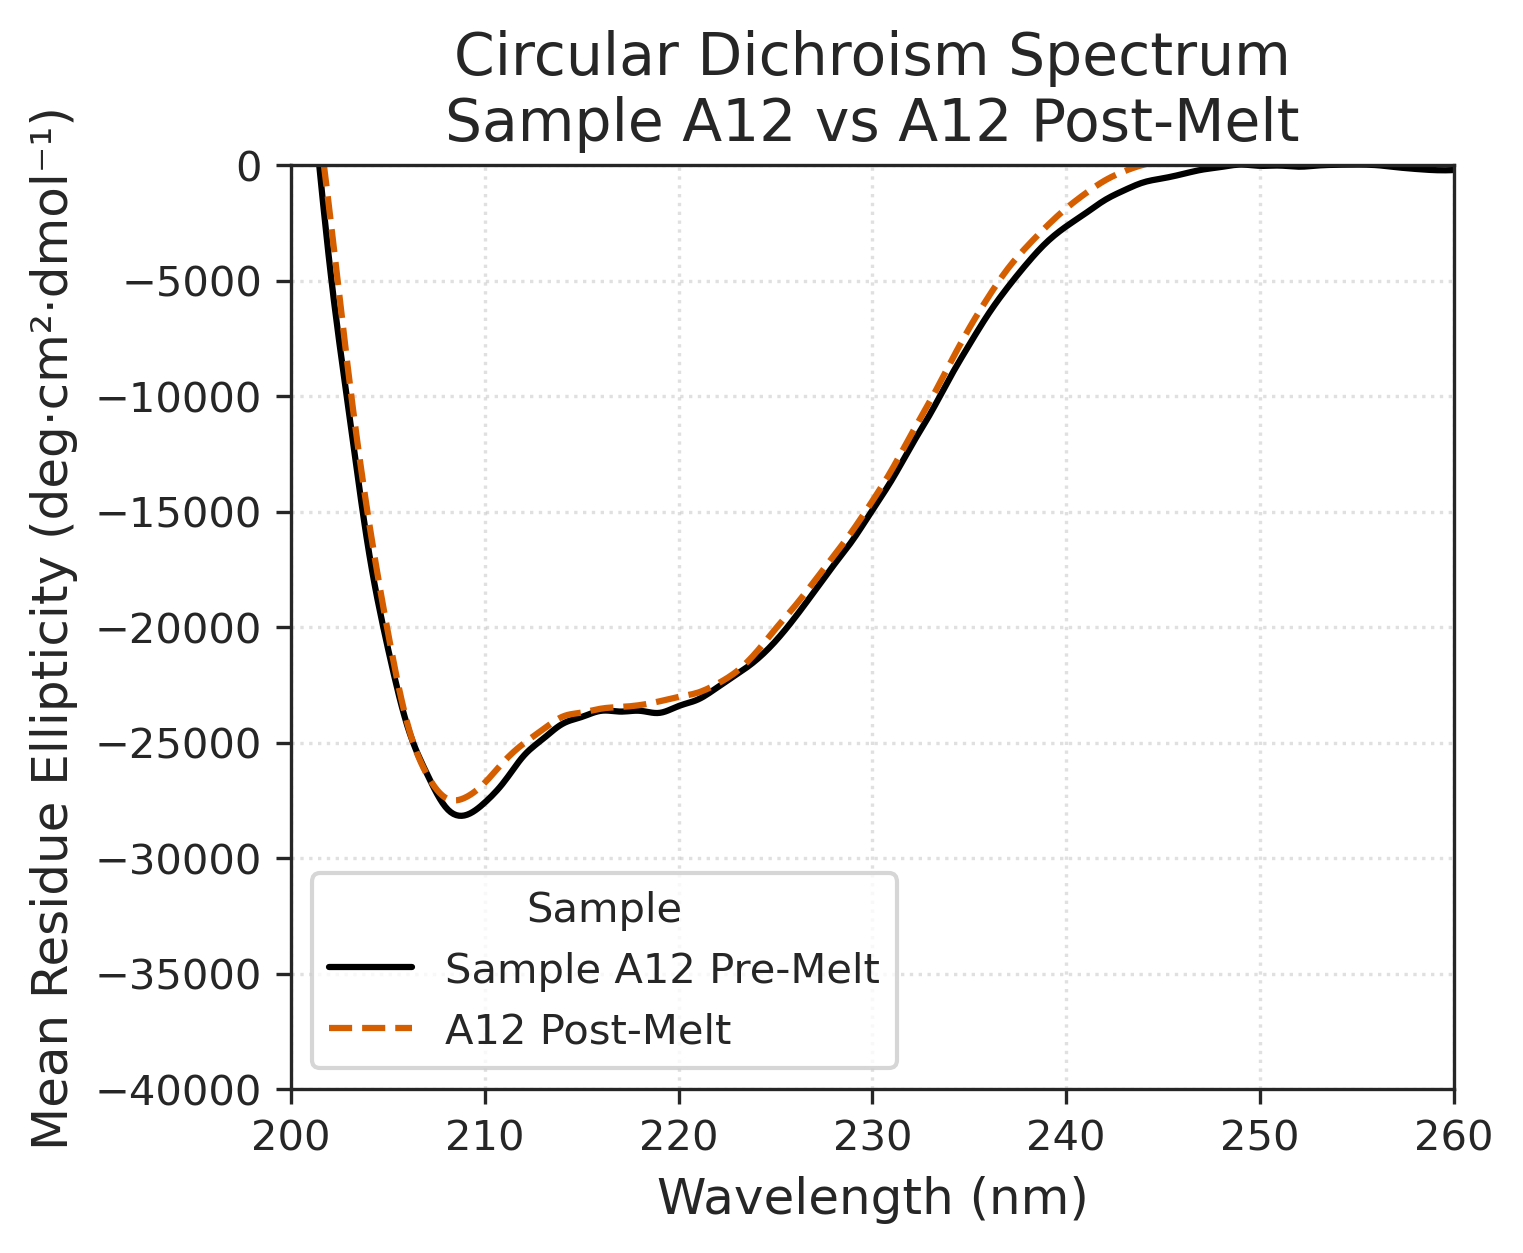 Circular Dichroism Spectrum
Sample A12 vs A12 Post-Melt
Mean Residue Ellipticity (deg·cm²·dmol⁻¹)
0
−5000
−10000
−15000
−20000
−25000
−30000
−35000
−40000
Sample
Sample A12 Pre-Melt
A12 Post-Melt
200 210 220 230 240 250 260
Wavelength (nm)